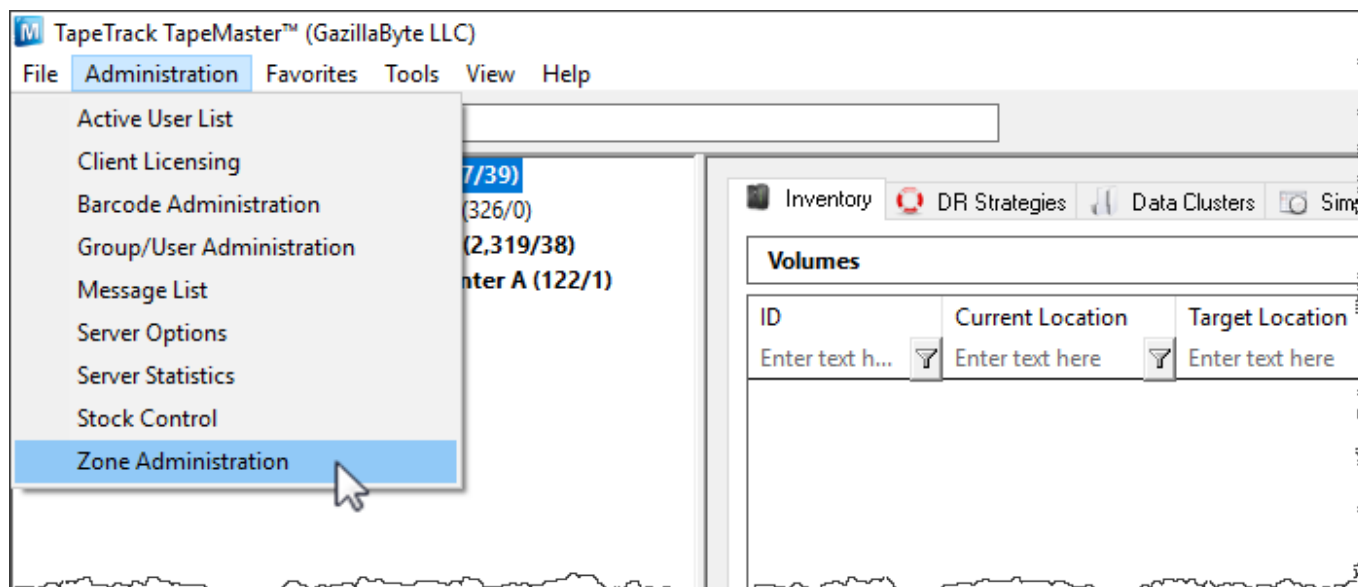 TapeTrack TapeMaster™ (GazillaByte LLC)
File Administration Favorites Tools View Help
Active User List
Client Licensing
Barcode Administration
Group/User Administration
Message List
Server Options
Server Statistics
Stock Control
Zone Administration
7/39)
(326/0)
(2,319/38)
nter A (122/1)
Inventory DR Strategies Data Clusters
Volumes
ID Current Location Target Location
Enter text h... Enter text here Enter text here